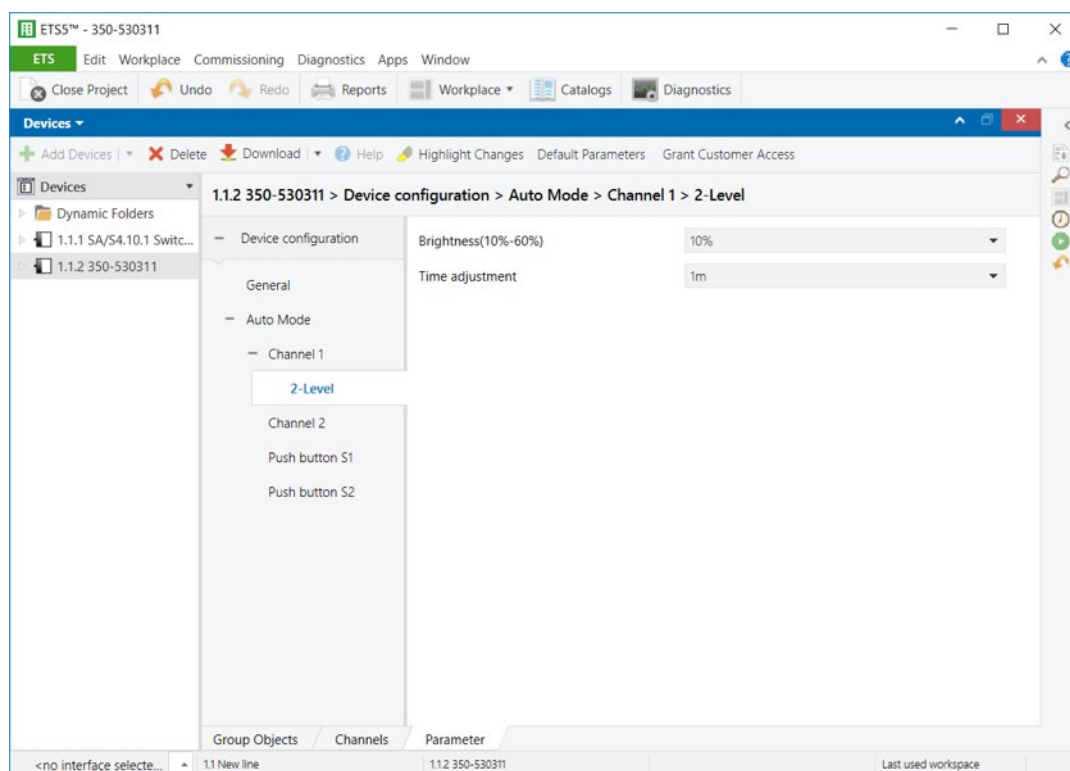 ETS5™ - 350-530311
ETS Edit Workplace Commissioning Diagnostics Apps Window
Close Project Undo Redo Reports Workplace Catalogs Diagnostics
Devices
Add Devices Delete Download Help Highlight Changes Default Parameters Grant Customer Access
Devices
Dynamic Folders
1.1.1 SA/S4.10.1 Switc...
1.1.2 350-530311
1.1.2 350-530311 > Device configuration > Auto Mode > Channel 1 > 2-Level
Device configuration
General
Auto Mode
Channel 1
2-Level
Channel 2
Push button S1
Push button S2
Brightness(10%-60%) 10%
Time adjustment 1m
Group Objects Channels Parameter
<no interface selecte... 1.1 New line 1.1.2 350-530311 Last used workspace